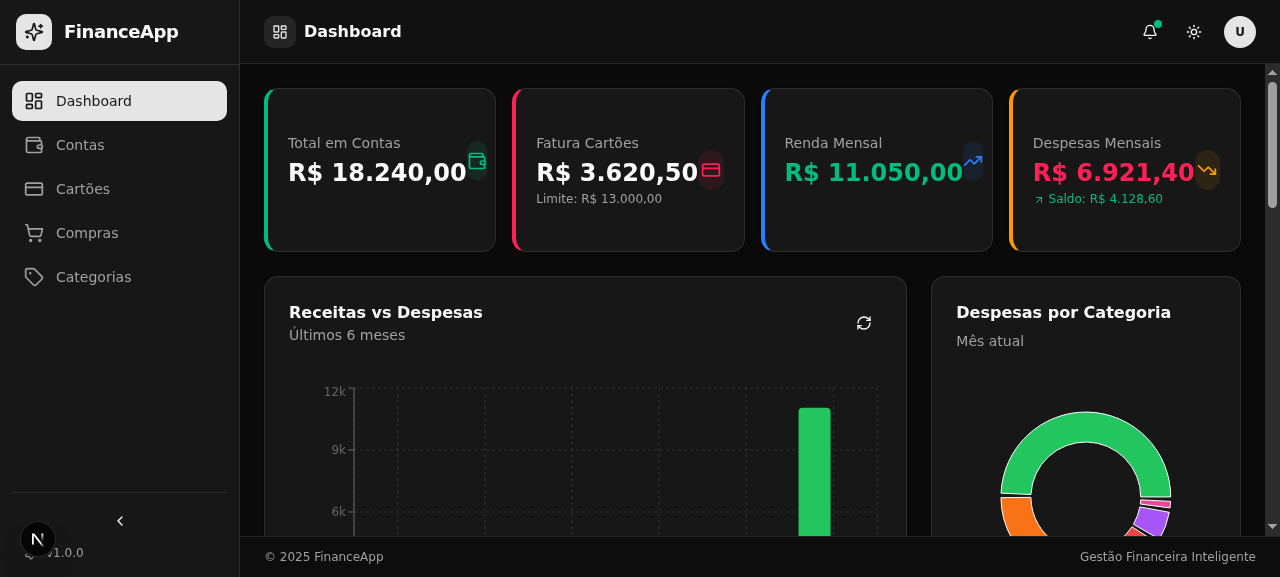 FinanceApp
Dashboard
Contas
Cartões
Compras
Categorias
v1.0.0
Dashboard
U
Total em Contas
R$ 18.240,00
Fatura Cartões
R$ 3.620,50
Limite: R$ 13.000,00
Renda Mensal
R$ 11.050,00
Despesas Mensais
R$ 6.921,40
Saldo: R$ 4.128,60
Receitas vs Despesas
Últimos 6 meses
12k
9k
6k
Despesas por Categoria
Mês atual
© 2025 FinanceApp
Gestão Financeira Inteligente
N